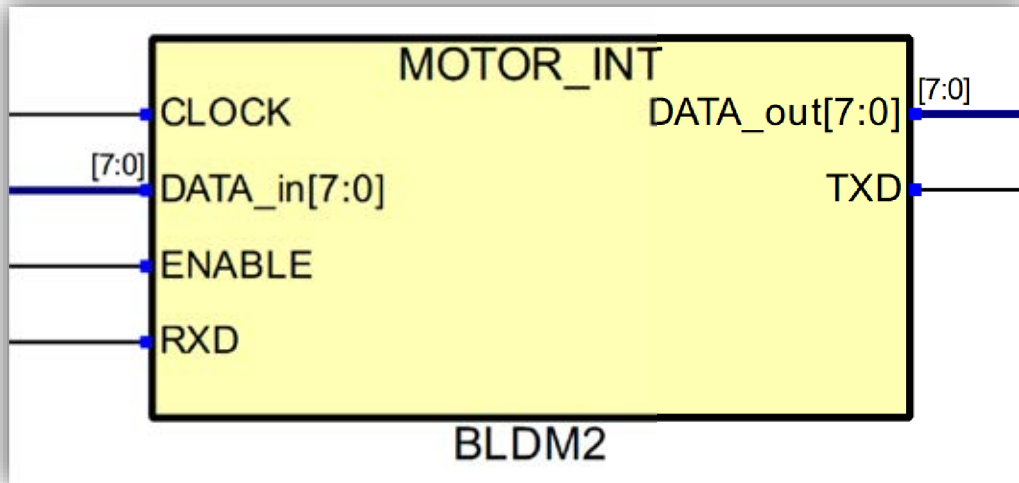 MOTOR_INT
CLOCK
DATA_out[7:0]
[7:0]
[7:0]
DATA_in[7:0]
TXD
ENABLE
RXD
BLDM2